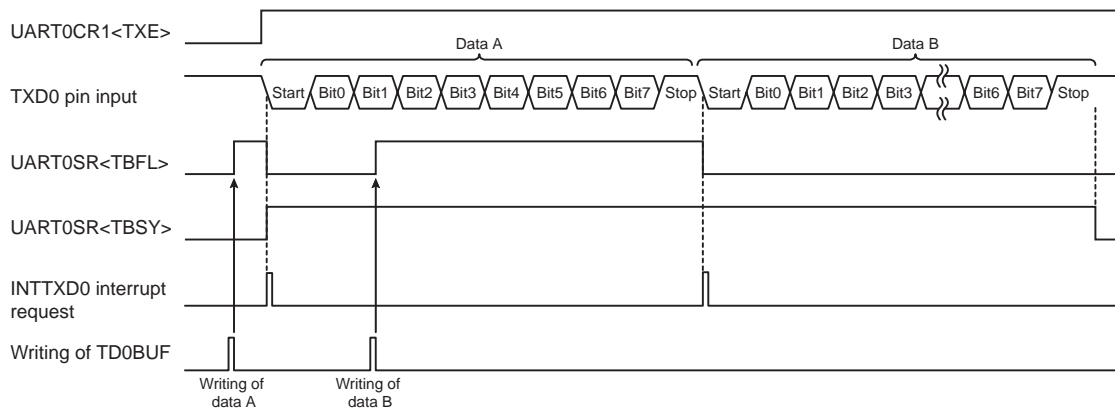 UART0CR1<TXE>
Data A
Data B
TXD0 pin input
Start Bit0 Bit1 Bit2 Bit3 Bit4 Bit5 Bit6 Bit7 Stop Start Bit0 Bit1 Bit2 Bit3 Bit6 Bit7 Stop
UART0SR<TBFL>
UART0SR<TBSY>
INTTXD0 interrupt
request
Writing of TD0BUF
Writing of
data A
Writing of
data B